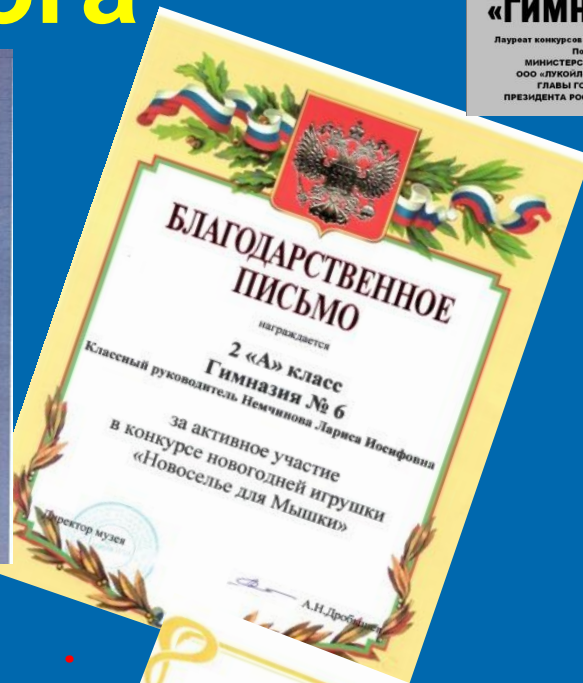 «ГИМН
Лауреат конкурсов
МИНИСТЕРС
ООО «ЛУКОЙЛ
ГЛАВЫ ГО
ПРЕЗИДЕНТА РО
БЛАГОДАРСТВЕННОЕ
ПИСЬМО
награждается
2 «А» класс
Гимназия № 6
Классный руководитель Немчинова Лариса Иосифовна
за активное участие
в конкурсе новогодней игрушки
«Новоселье для Мышки»
Директор музея
А.Н.